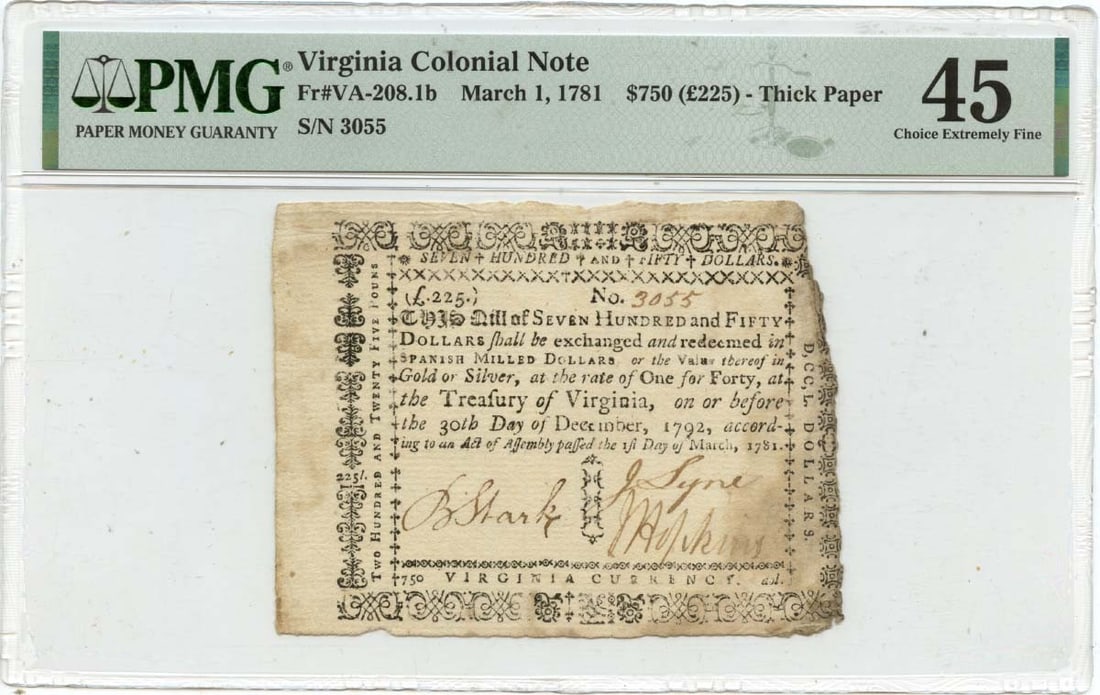 PMG®
PAPER MONEY GUARANTY
Virginia Colonial Note
Fr#VA-208.1b March 1, 1781 $750 (£225) - Thick Paper
S/N 3055
45
Choice Extremely Fine
SEVEN HUNDRED AND FIFTY DOLLARS.
(£.225.) No. 3055
THIS Bill of SEVEN HUNDRED and FIFTY
DOLLARS ſhall be exchanged and redeemed in
SPANISH MILLED DOLLARS or the Value thereof in
Gold or Silver, at the rate of One for Forty, at
the Treaſury of Virginia, on or before
the 30th Day of December, 1792, accord-
ing to an Act of Aſſembly paſſed the 1ſt Day of March, 1781.
B Stark
J Lyne
J Hopkins
750 VIRGINIA CURRENCY. dol.
225l.
TWO HUNDRED AND TWENTY FIVE POUNDS
D,CC,L. DOLLARS.